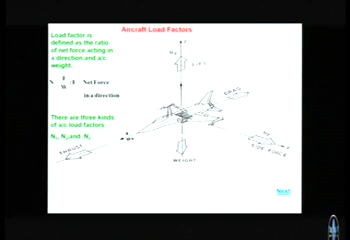 Aircraft Load Factors
Load factor is
defined as the ratio
of net force acting in
a direction and a/c
weight.
N F/W : F Net Force
in a direction
There are three kinds
of a/c load factors
Nx, Ny and Nz
LIFT
DRAG
SIDE FORCE
THRUST
WEIGHT
Next